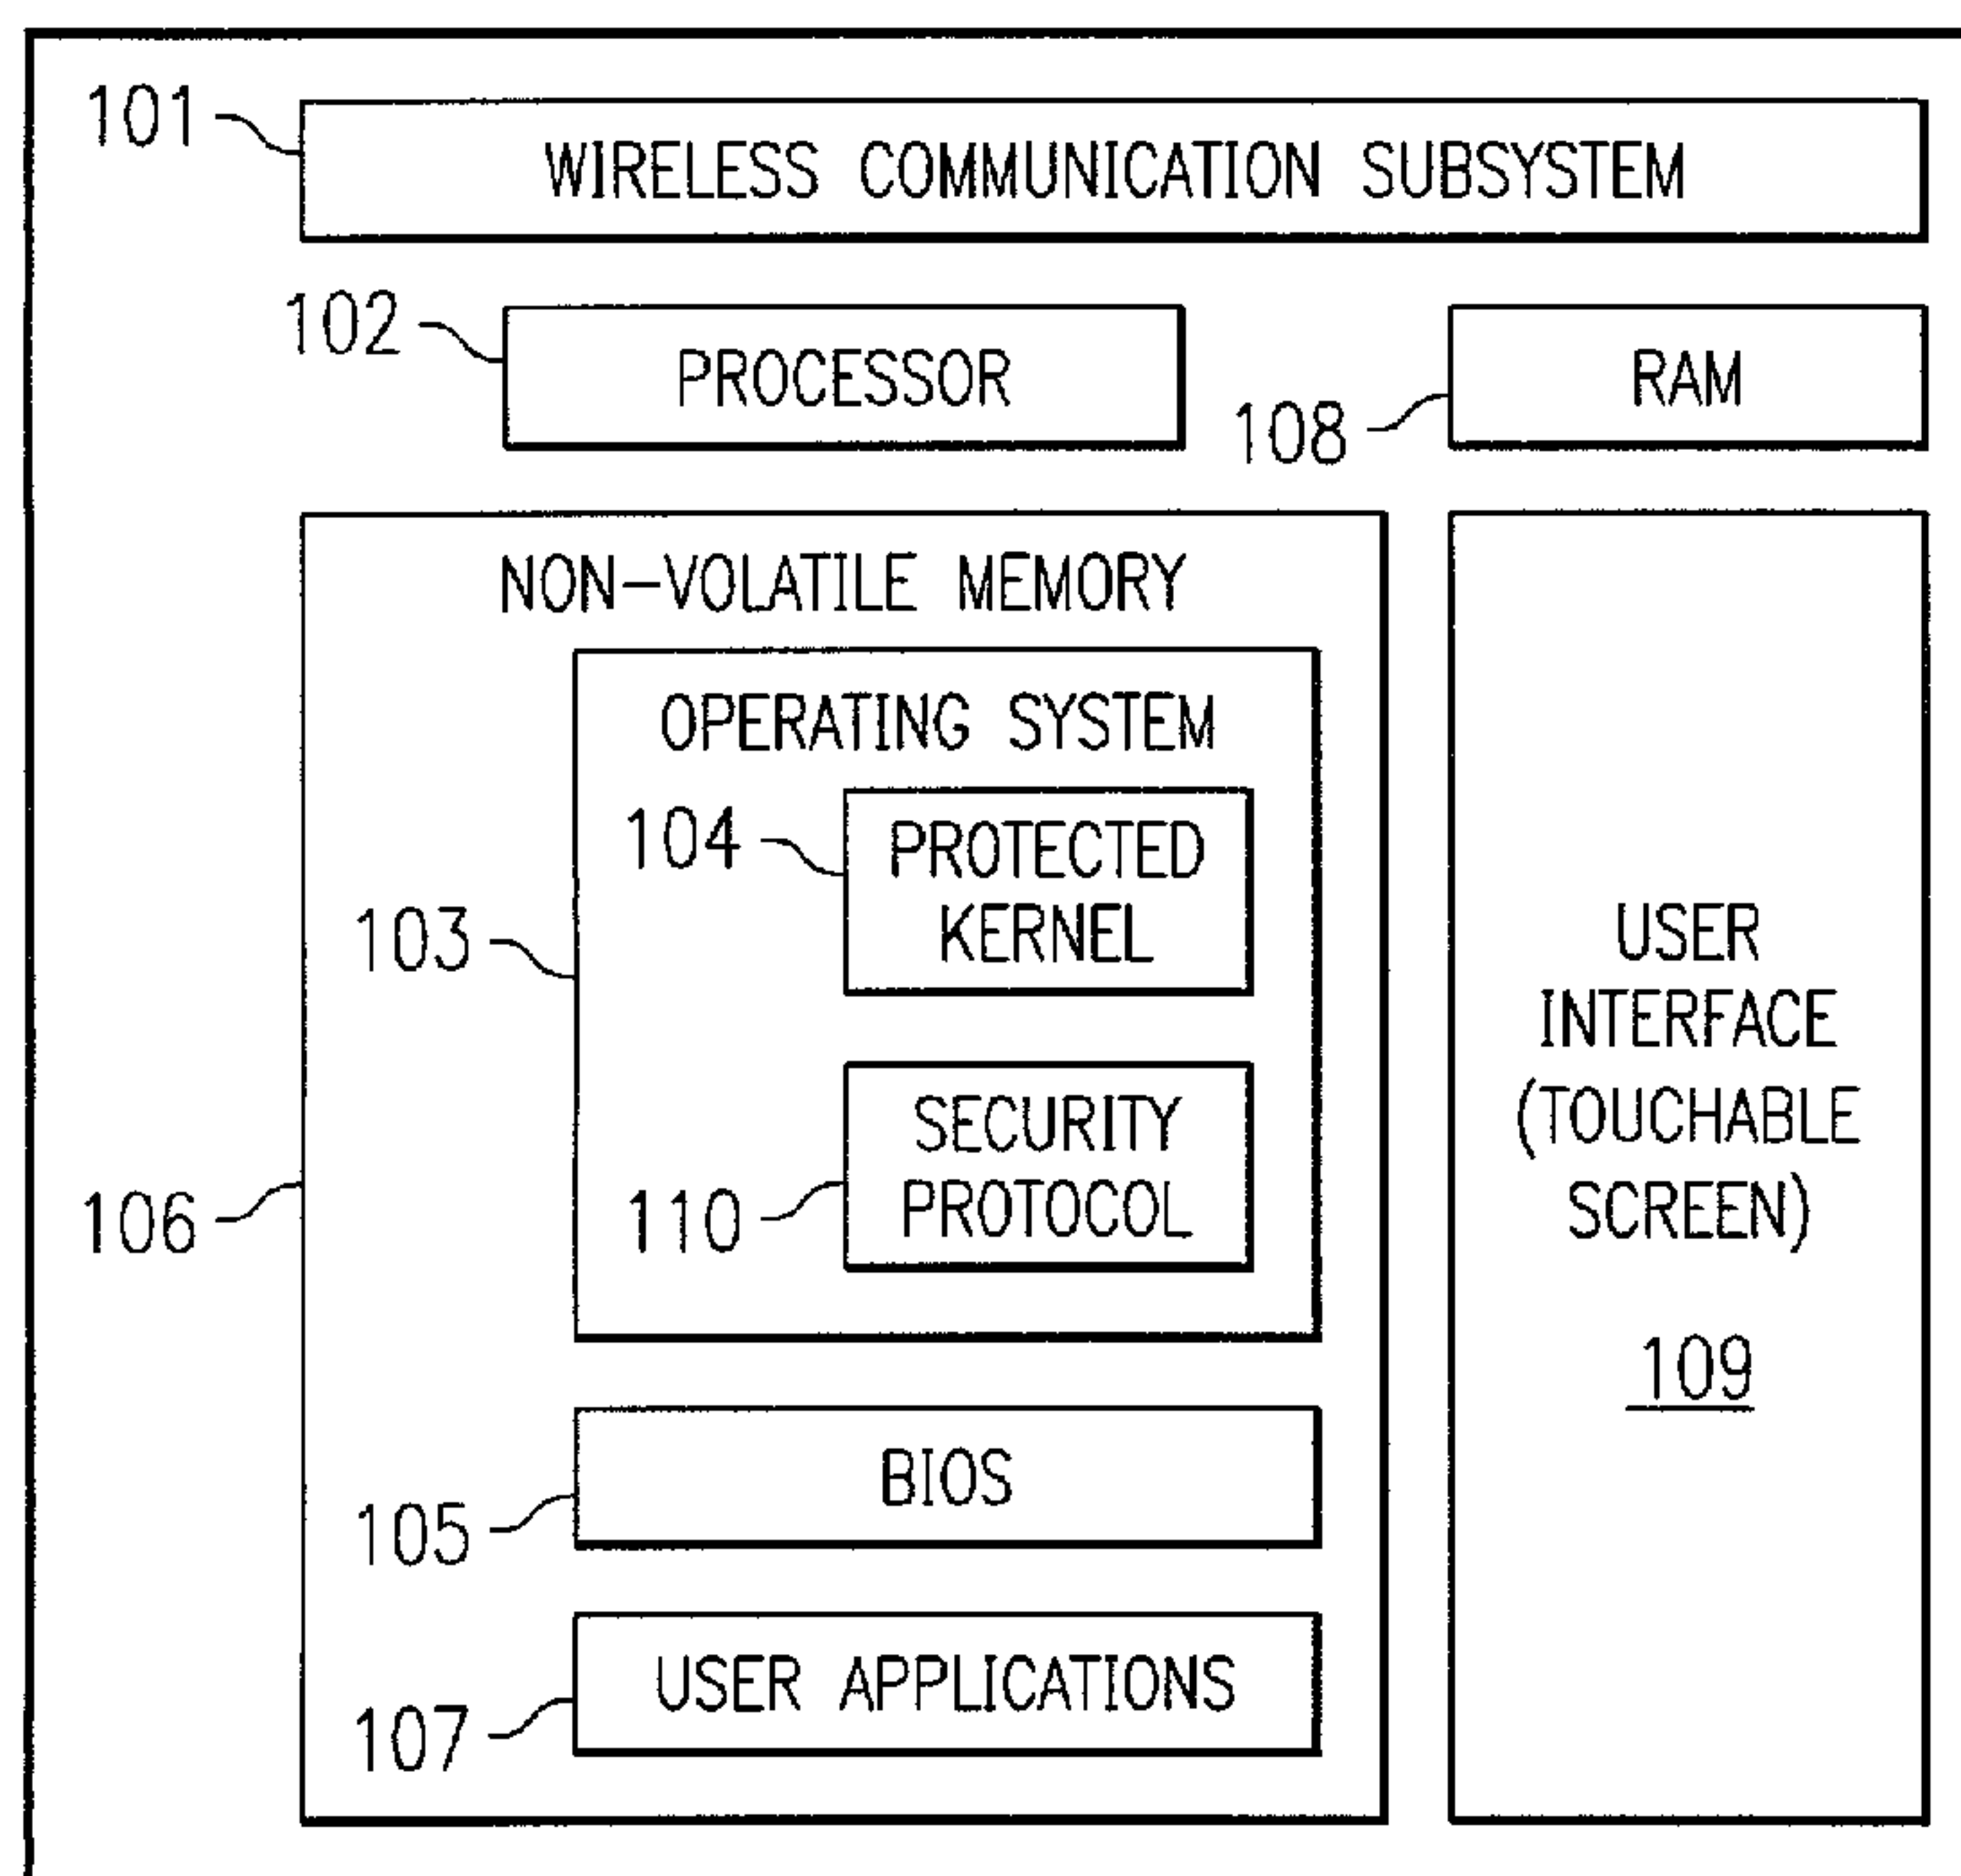 101
WIRELESS COMMUNICATION SUBSYSTEM
102
PROCESSOR
108
RAM
NON-VOLATILE MEMORY
OPERATING SYSTEM
104
PROTECTED
KERNEL
103
SECURITY
PROTOCOL
110
106
BIOS
105
USER APPLICATIONS
107
USER
INTERFACE
(TOUCHABLE
SCREEN)
109